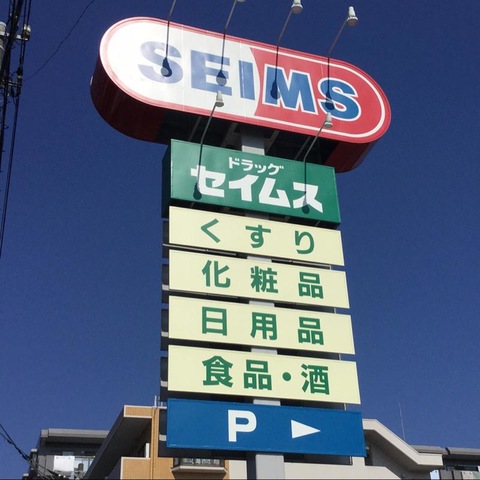 SEIMS
ドラッグ
セイムス
くすり
化粧品
日用品
食品・酒
P ▶